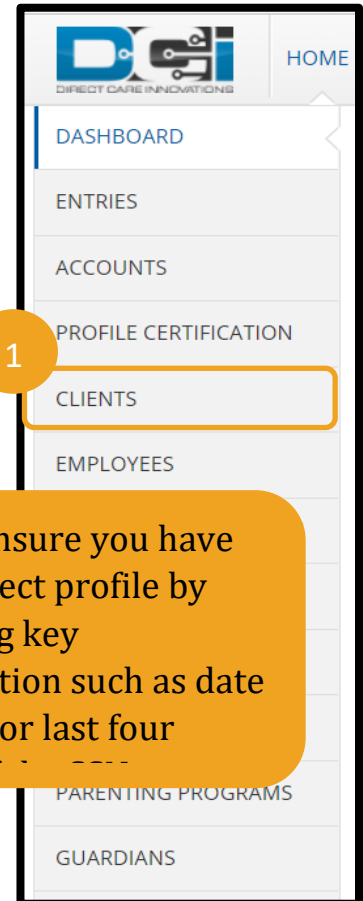 DCI
DIRECT CARE INNOVATIONS
HOME
DASHBOARD
ENTRIES
ACCOUNTS
PROFILE CERTIFICATION
1
CLIENTS
EMPLOYEES
nsure you have
ect profile by
g key
tion such as date
or last four
PARENTING PROGRAMS
GUARDIANS